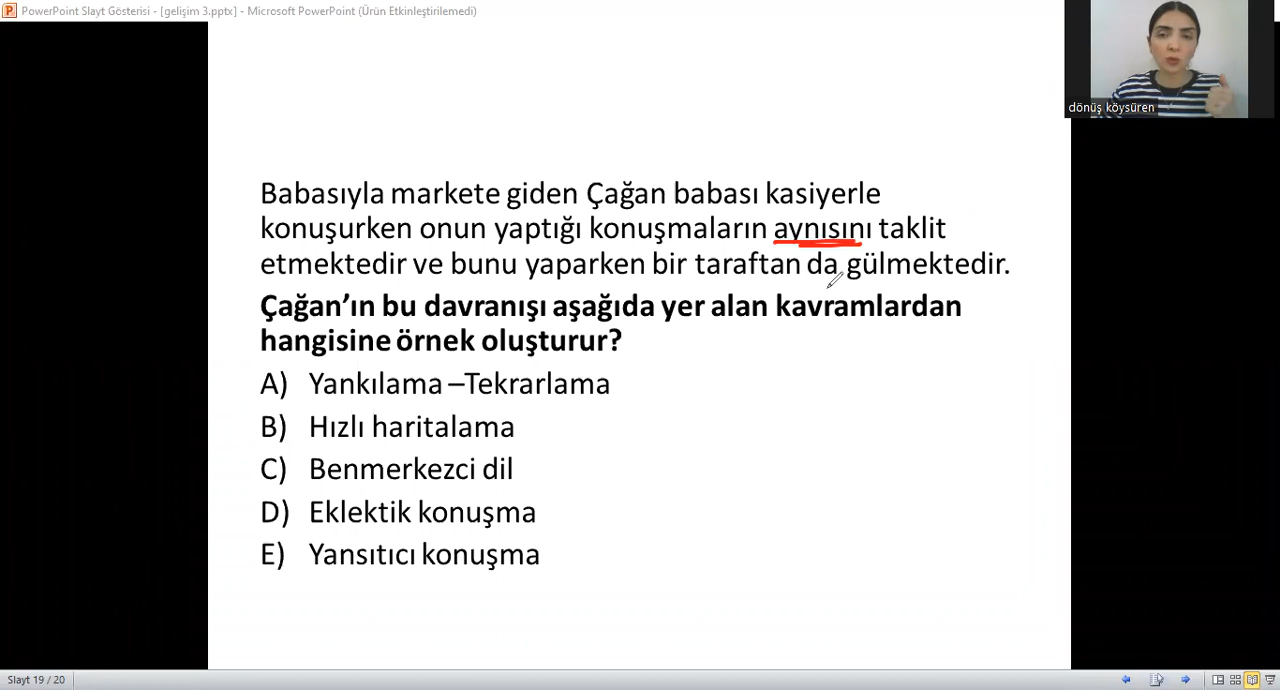 PowerPoint Slayt Gösterisi - [gelişim 3.pptx] - Microsoft PowerPoint (Ürün Etkinleştirilemedi)
dönüş köysüren
Babasıyla markete giden Çağan babası kasiyerle
konuşurken onun yaptığı konuşmaların aynısını taklit
etmektedir ve bunu yaparken bir taraftan da gülmektedir.
Çağan’ın bu davranışı aşağıda yer alan kavramlardan
hangisine örnek oluşturur?
A) Yankılama –Tekrarlama
B) Hızlı haritalama
C) Benmerkezci dil
D) Eklektik konuşma
E) Yansıtıcı konuşma
Slayt 19 / 20